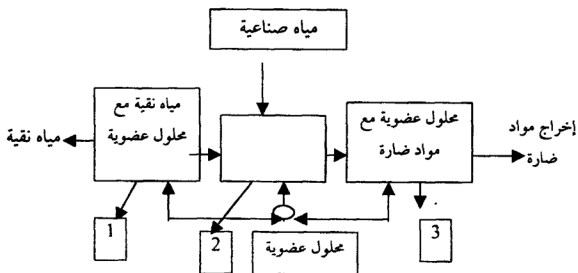 مياه صناعية
مياه نقية مع
محلول عضوية
مياه نقية
محلول عضوية مع
مواد ضارة
إخراج مواد
ضارة
1
2
3
محلول عضوية